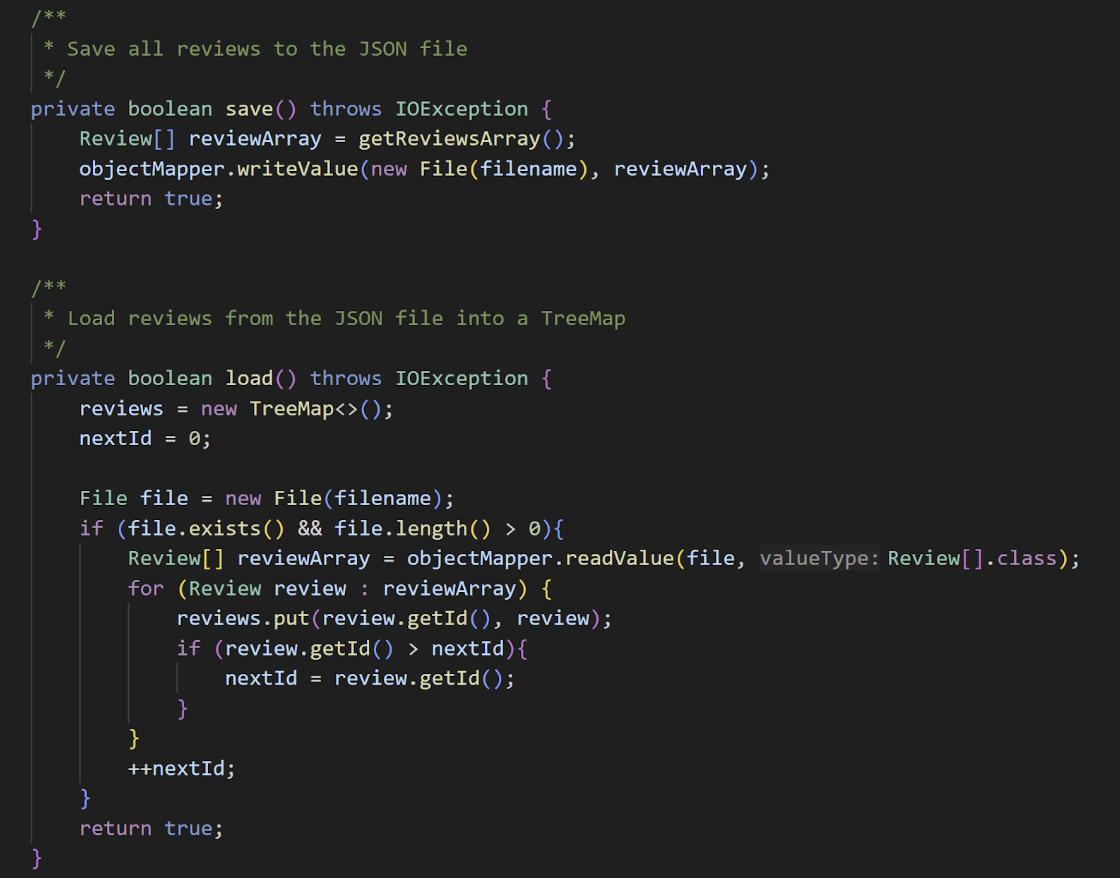 /**
 * Save all reviews to the JSON file
 */
private boolean save() throws IOException {
    Review[] reviewArray = getReviewsArray();
    objectMapper.writeValue(new File(filename), reviewArray);
    return true;
}

/**
 * Load reviews from the JSON file into a TreeMap
 */
private boolean load() throws IOException {
    reviews = new TreeMap<>();
    nextId = 0;

    File file = new File(filename);
    if (file.exists() && file.length() > 0){
        Review[] reviewArray = objectMapper.readValue(file, valueType: Review[].class);
        for (Review review : reviewArray) {
            reviews.put(review.getId(), review);
            if (review.getId() > nextId){
                nextId = review.getId();
            }
        }
        ++nextId;
    }
    return true;
}